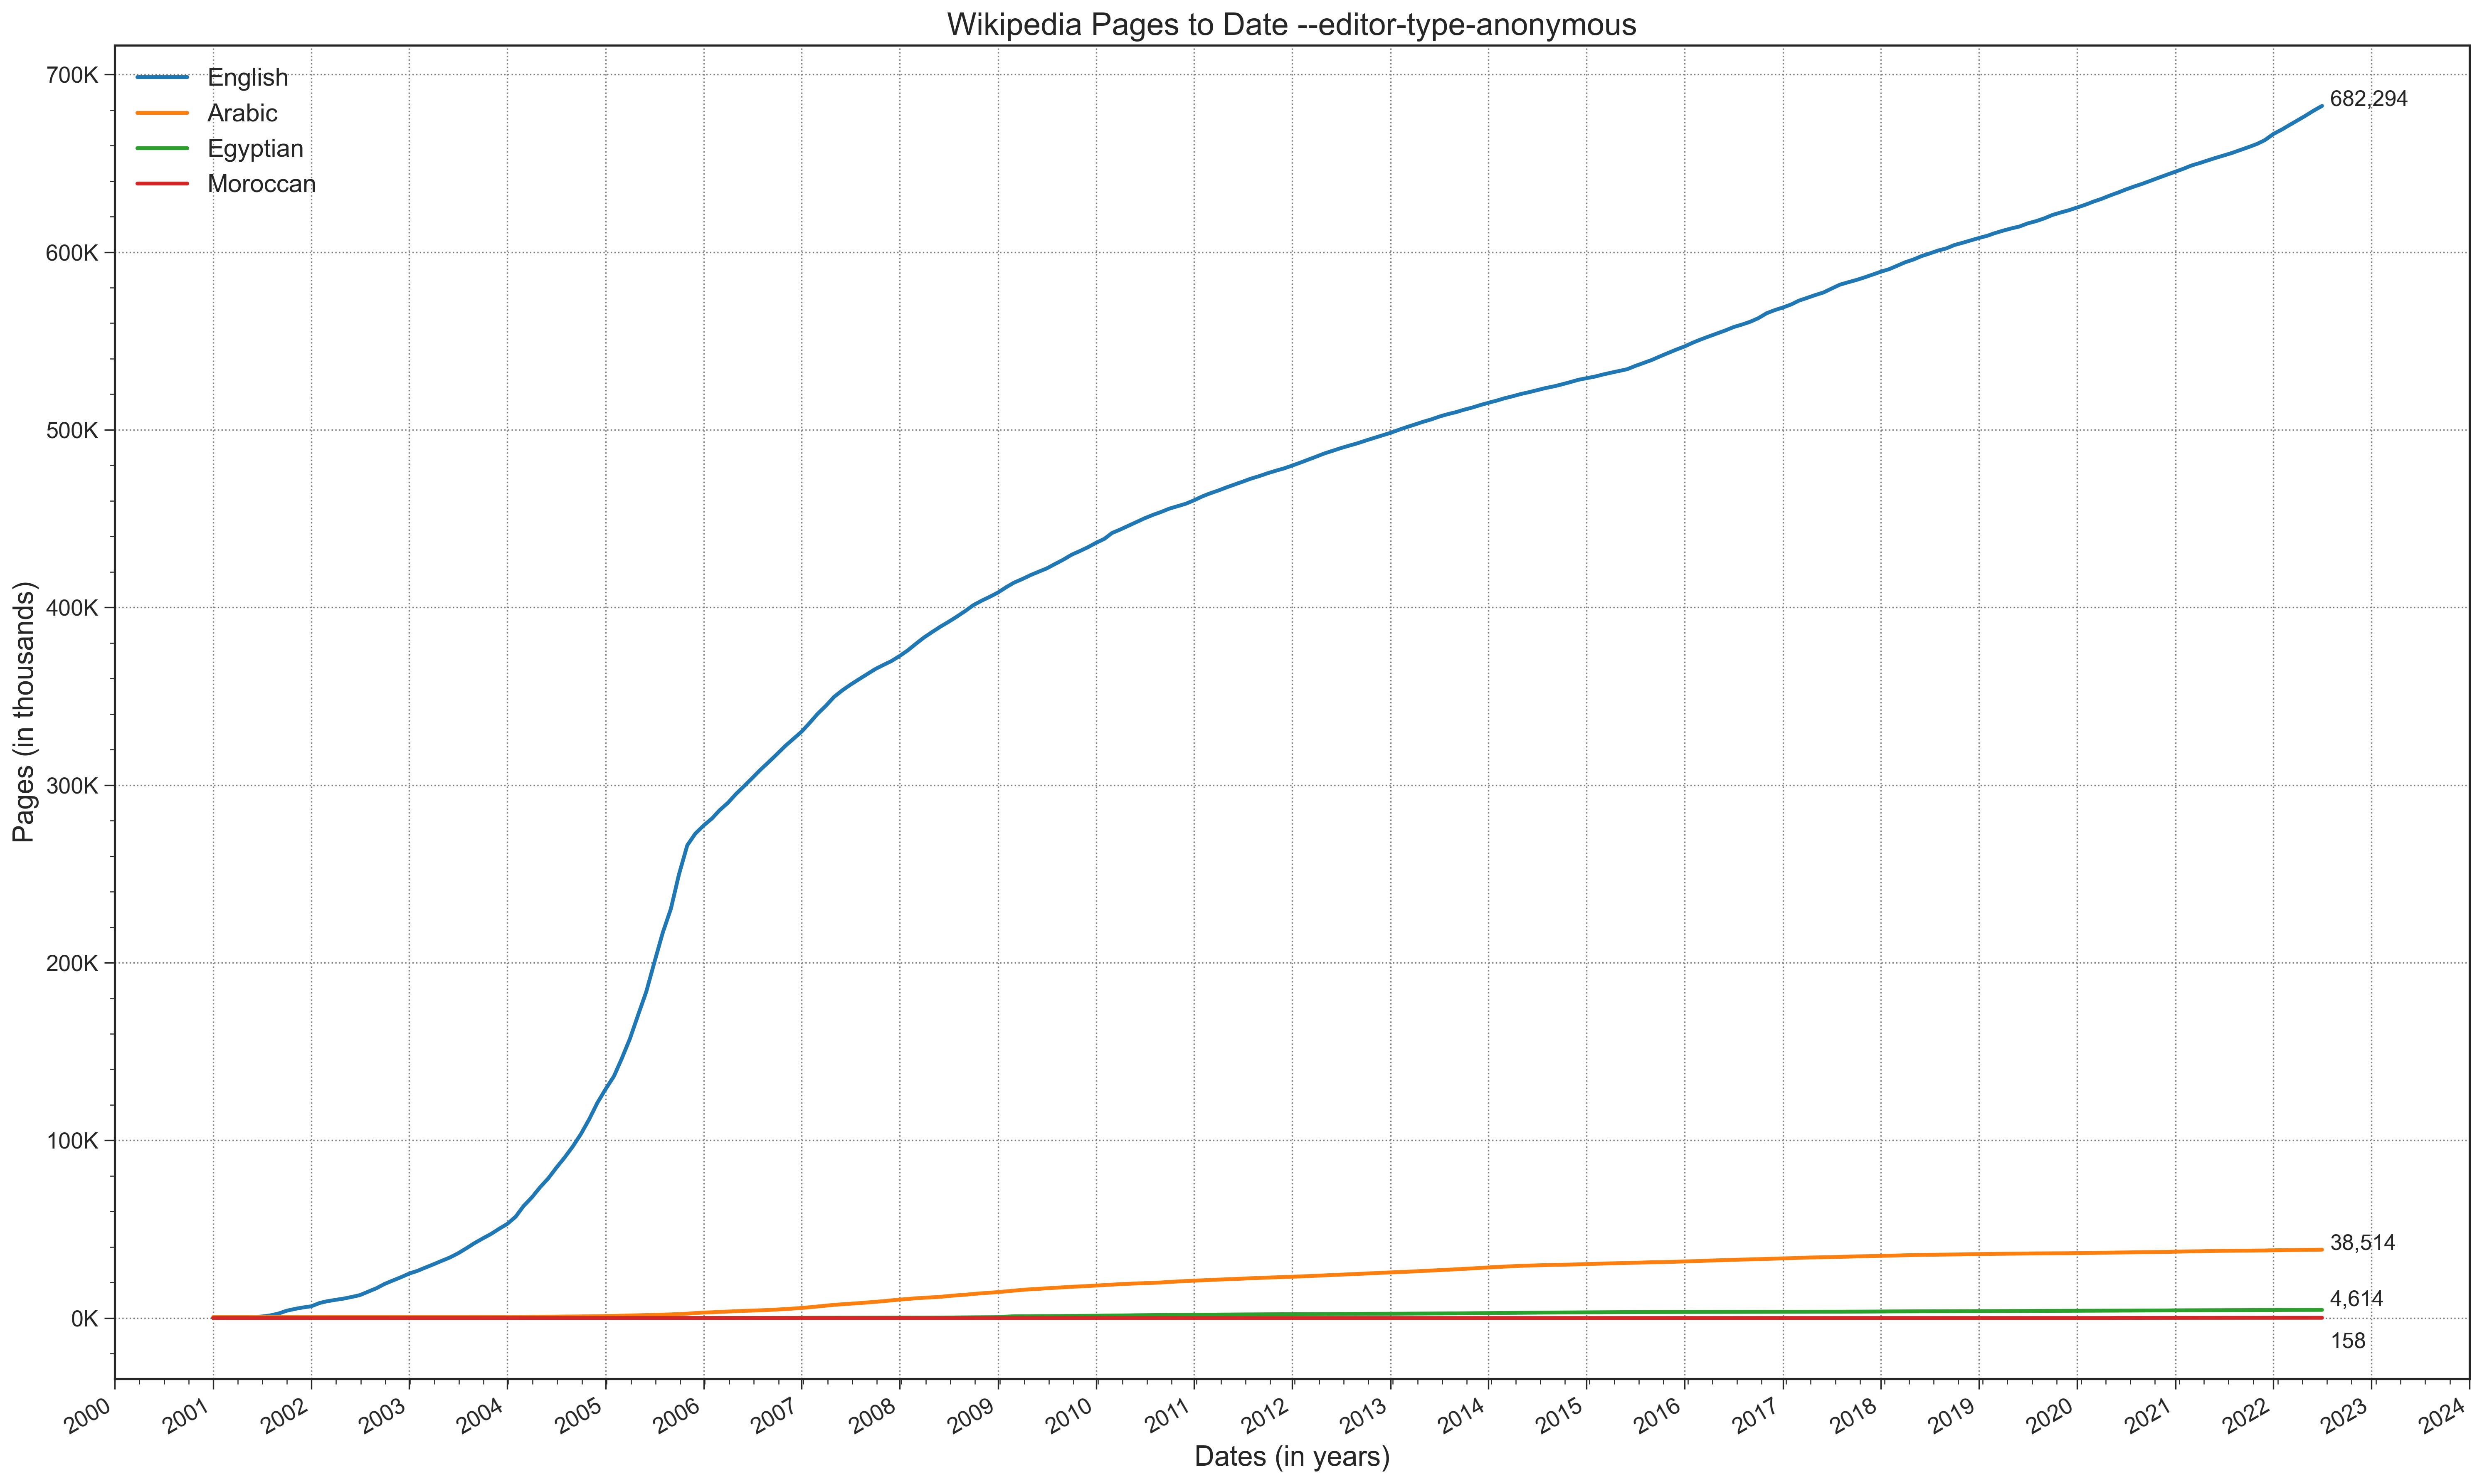 Wikipedia Pages to Date --editor-type-anonymous
English
Arabic
Egyptian
Moroccan
700K
600K
500K
400K
300K
200K
100K
0K
Pages (in thousands)
682,294
38,514
4,614
158
2000
2001
2002
2003
2004
2005
2006
2007
2008
2009
2010
2011
2012
2013
2014
2015
2016
2017
2018
2019
2020
2021
2022
2023
2024
Dates (in years)